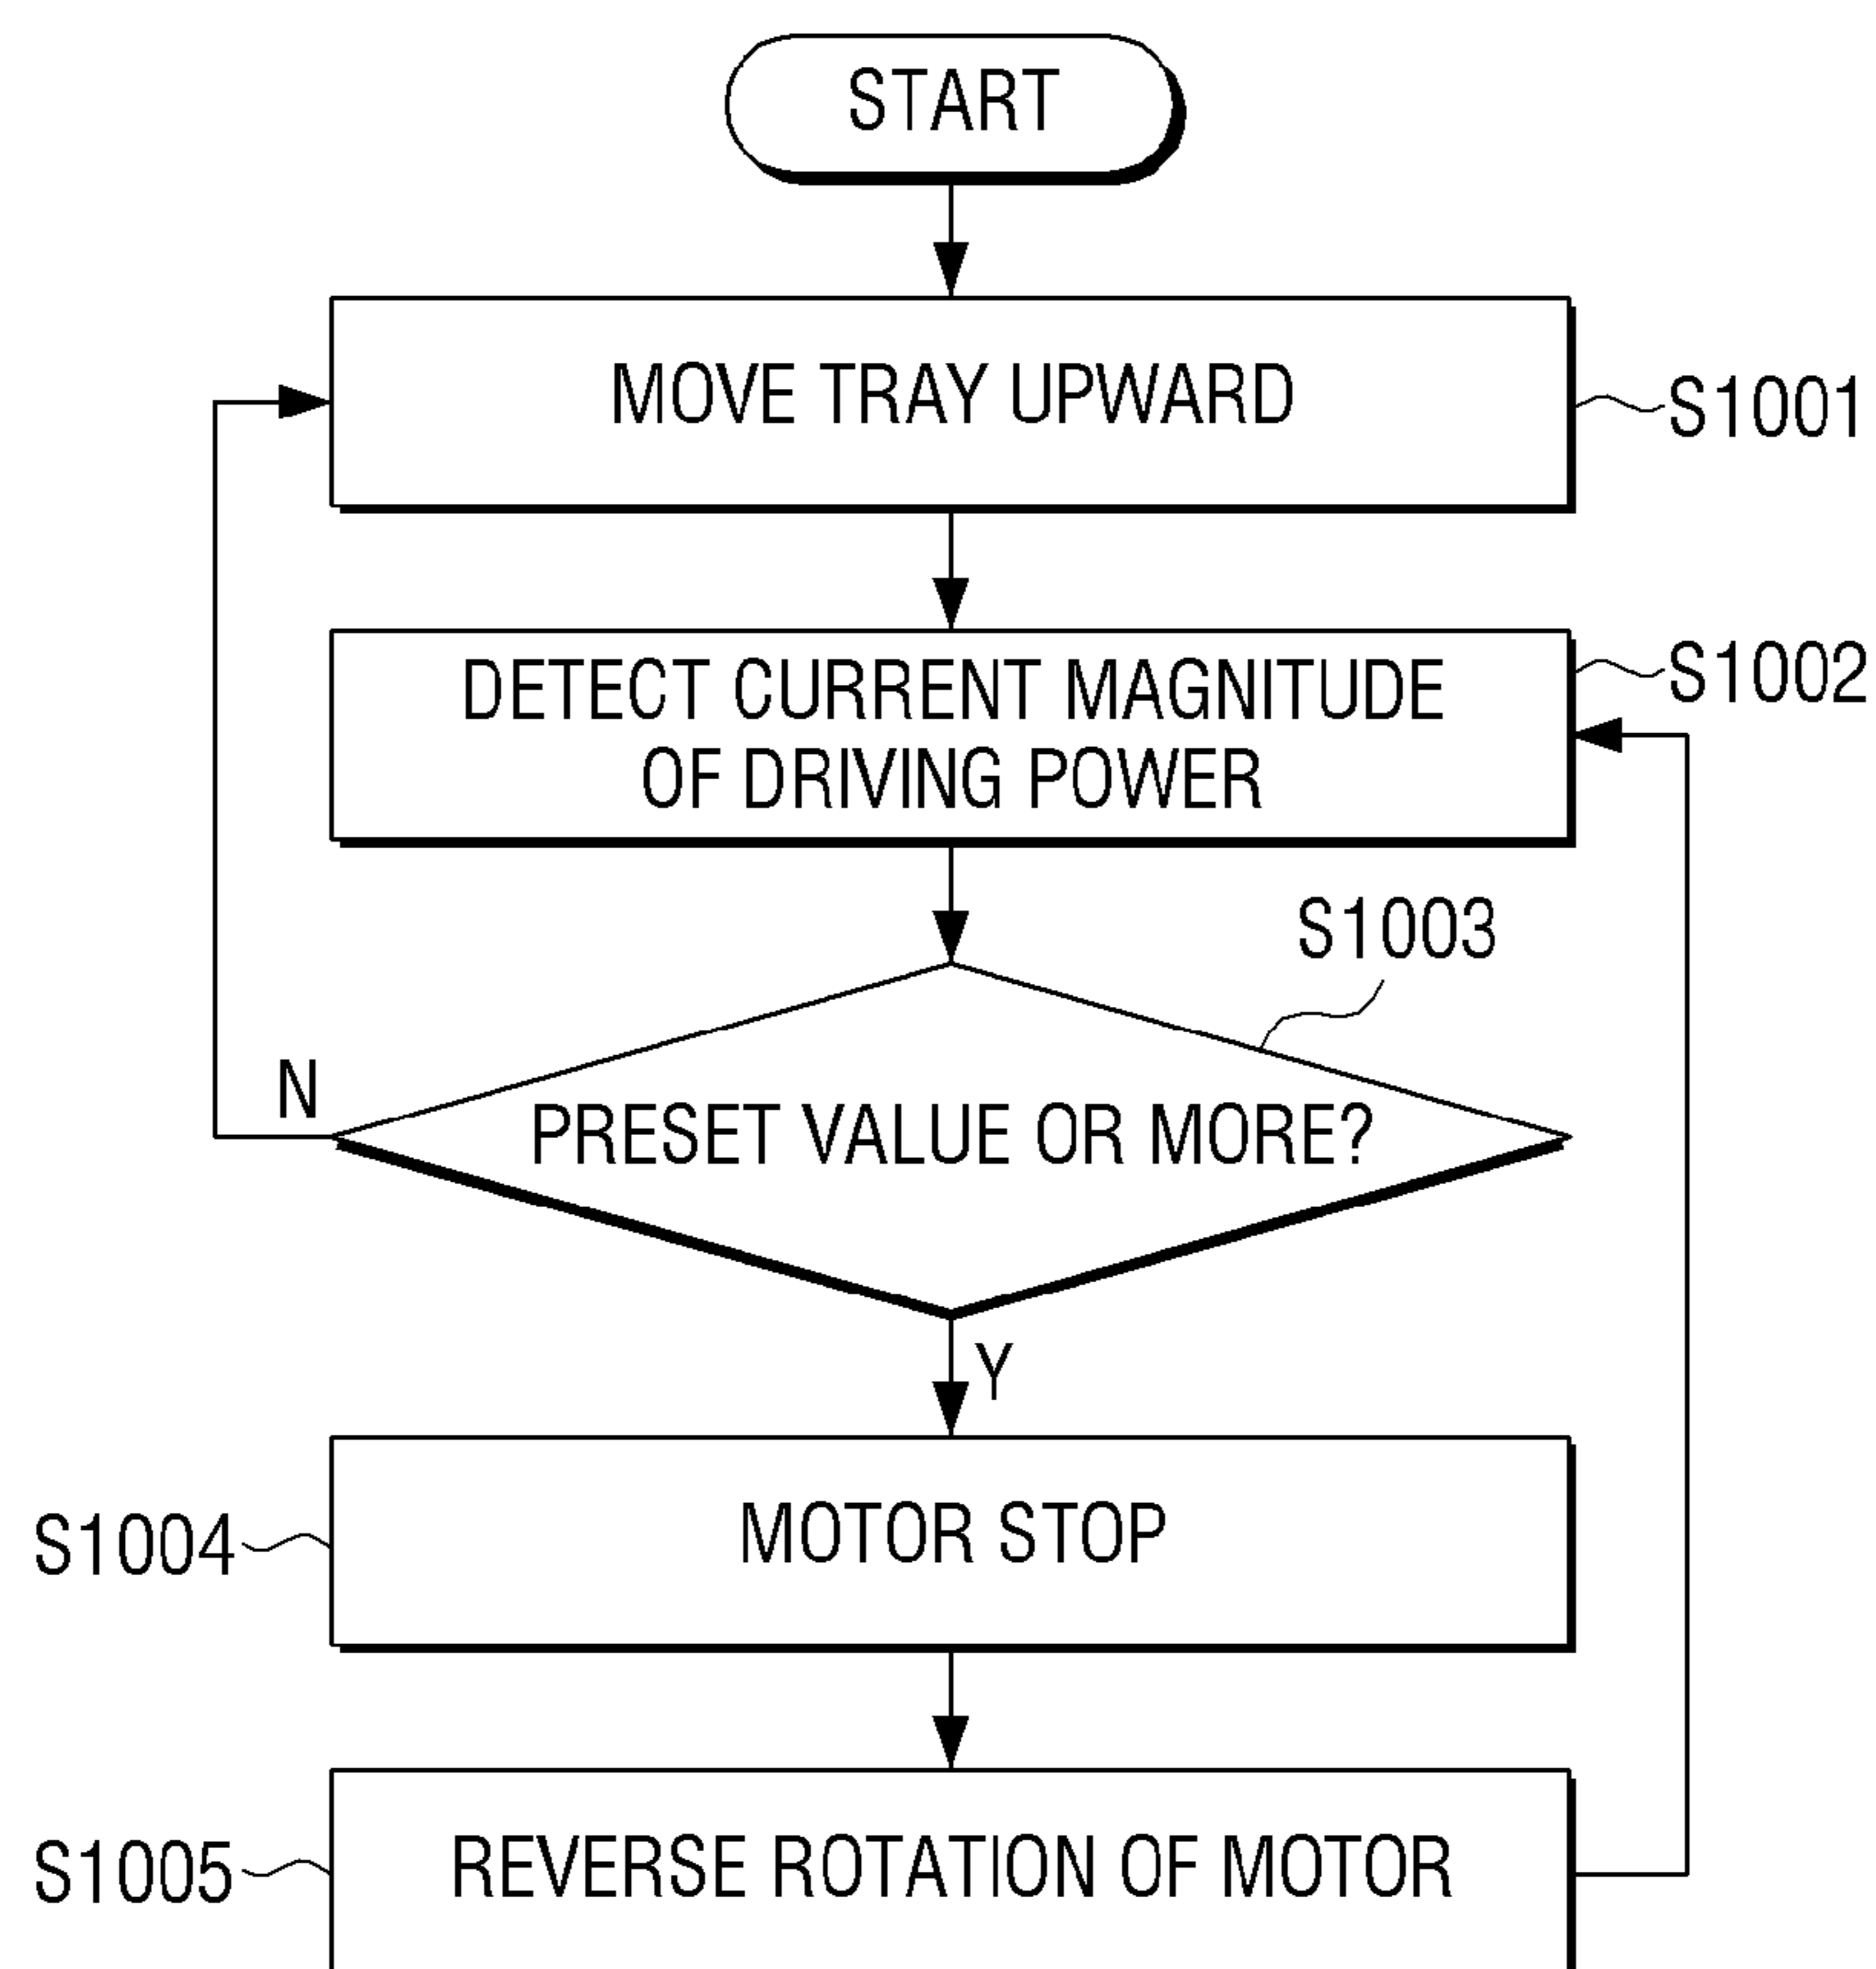 START
MOVE TRAY UPWARD
S1001
DETECT CURRENT MAGNITUDE
OF DRIVING POWER
S1002
S1003
PRESET VALUE OR MORE?
N
Y
MOTOR STOP
S1004
REVERSE ROTATION OF MOTOR
S1005